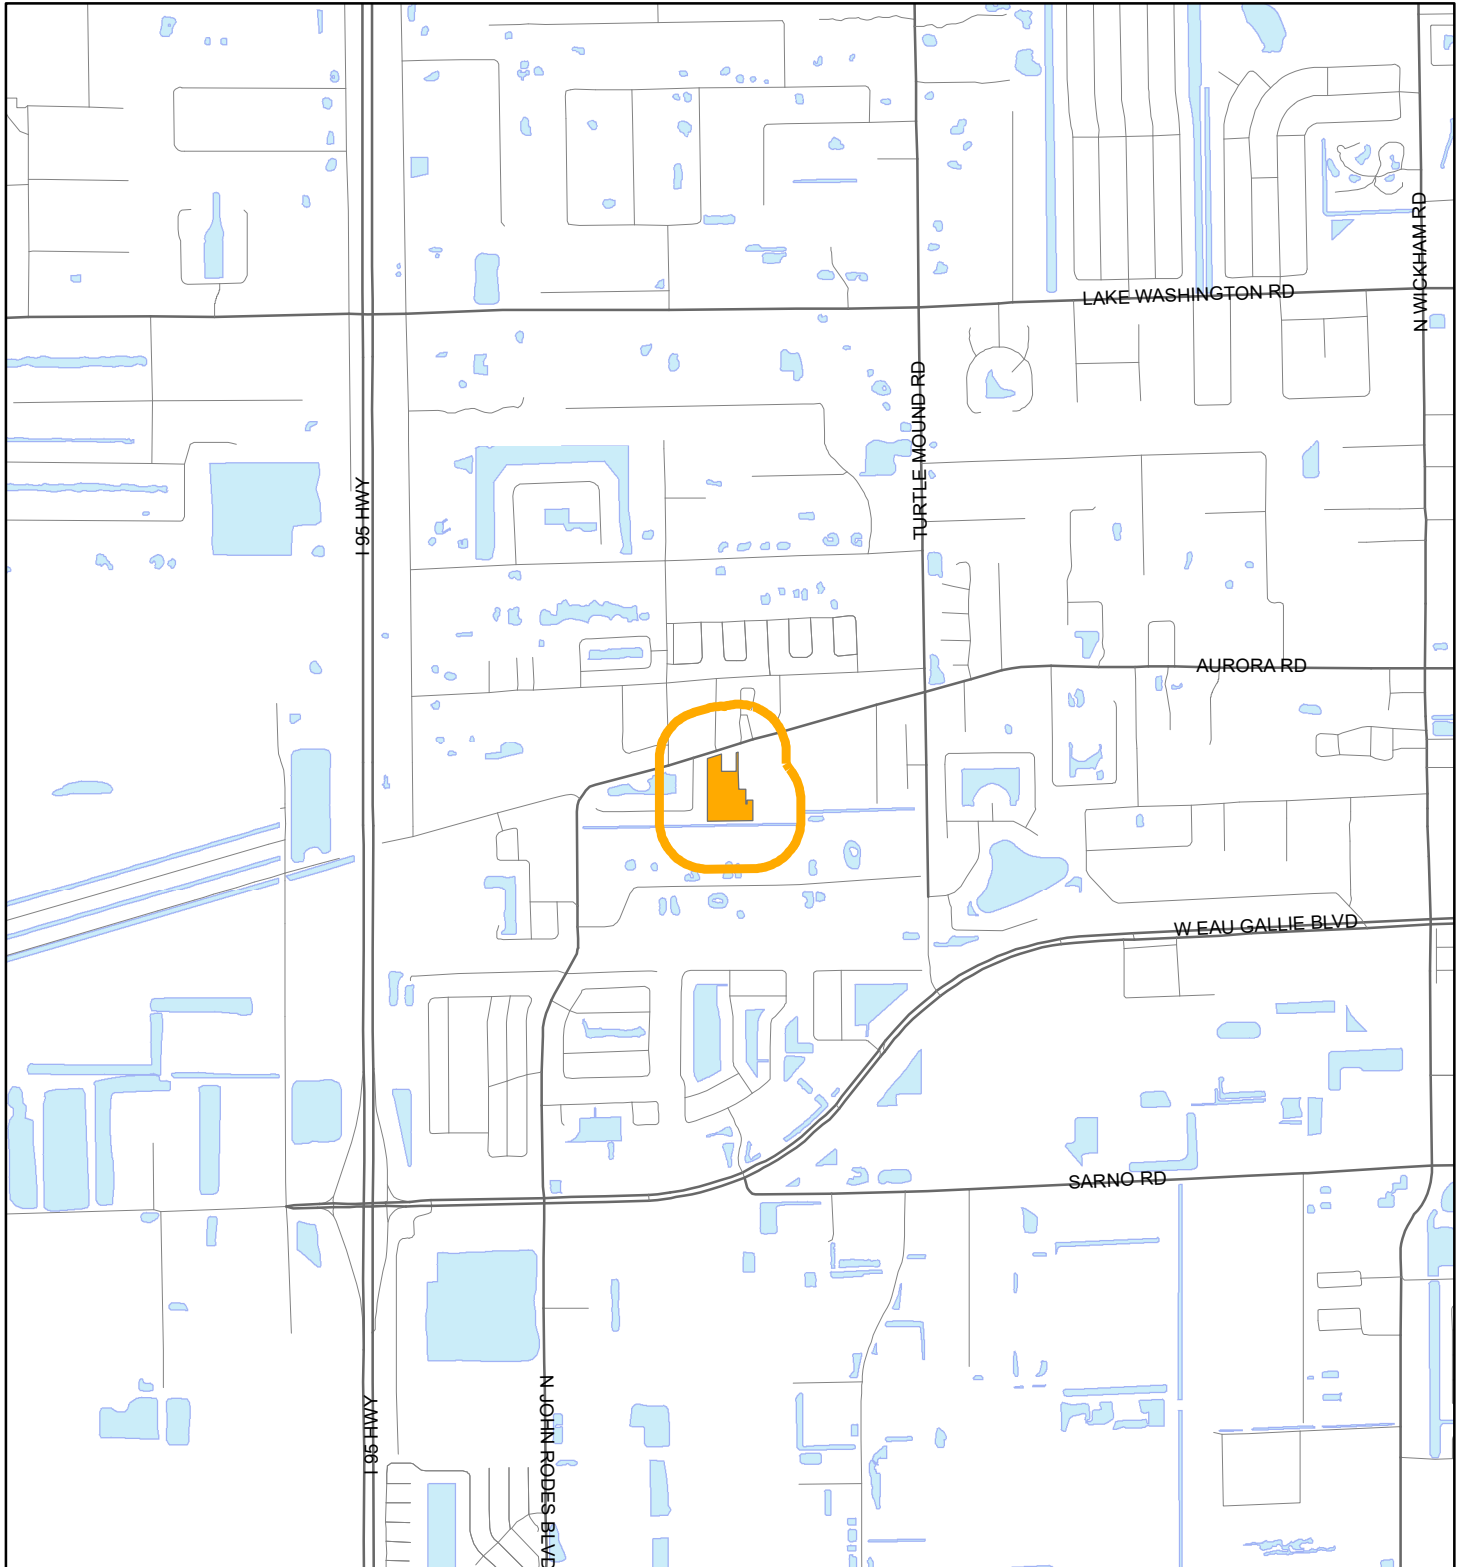 N WICKHAM RD
LAKE WASHINGTON RD
TURTLE MOUND RD
I 95 HWY
AURORA RD
W EAU GALLIE BLVD
SARNO RD
I 95 HWY
N JOHN RODES BLVD